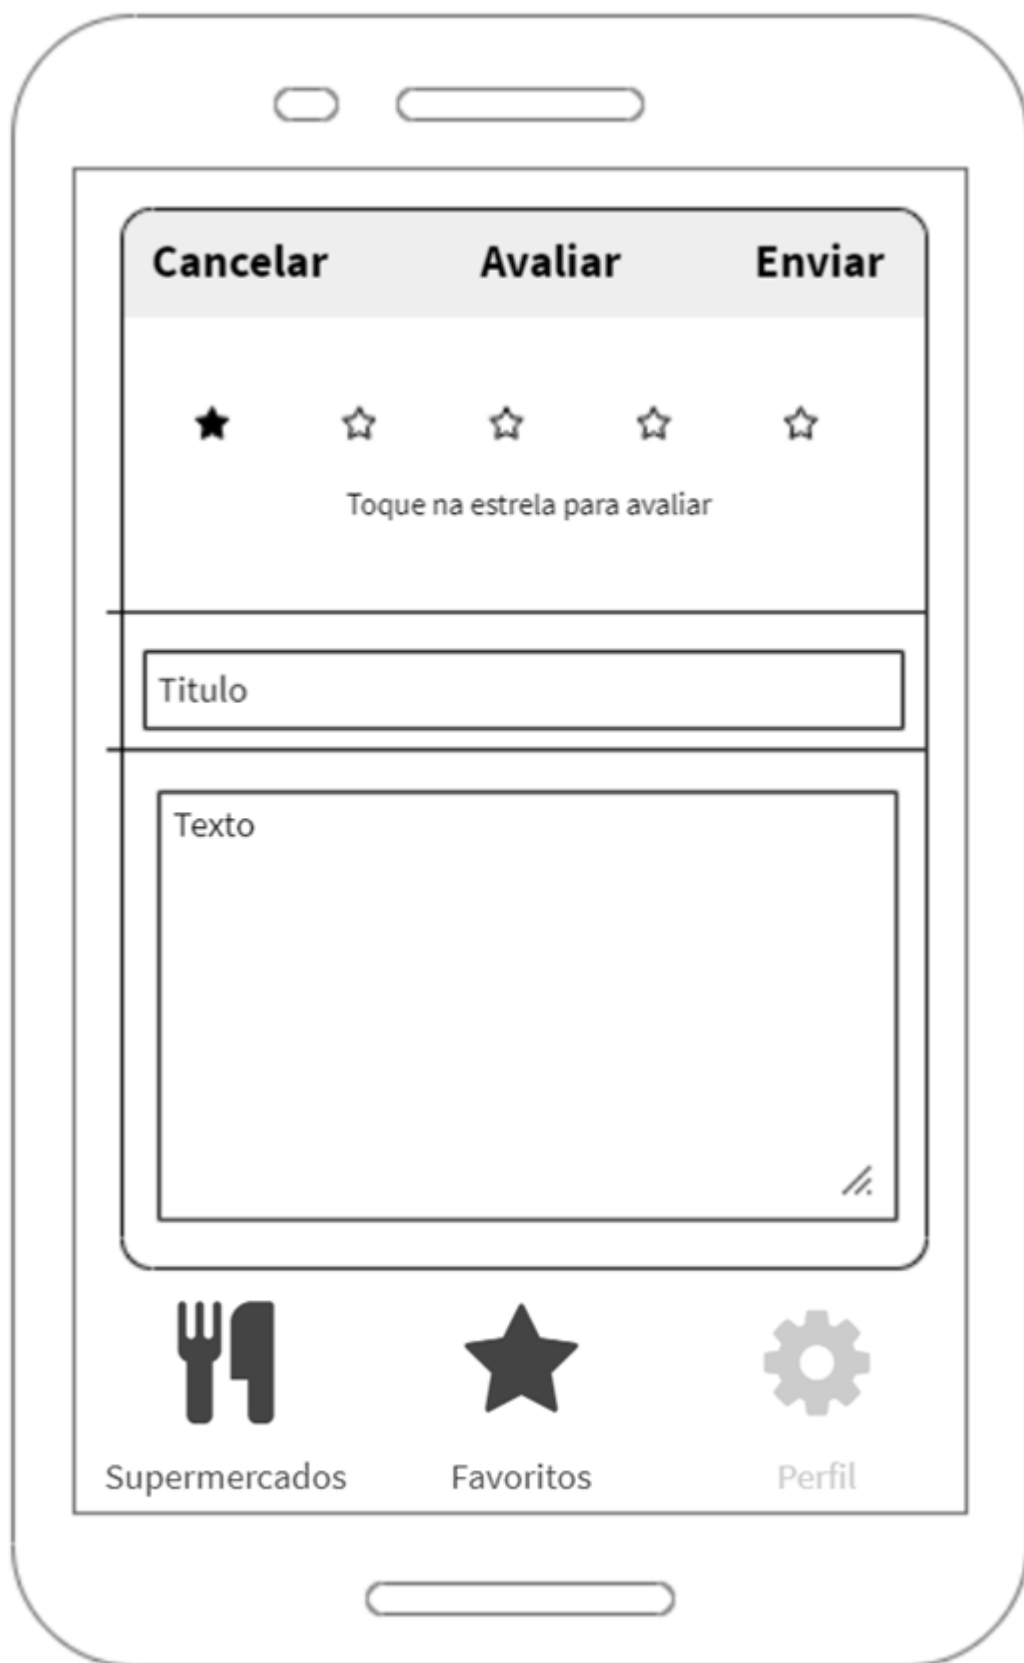 Cancelar Avaliar Enviar
Toque na estrela para avaliar
Titulo
Texto
Supermercados Favoritos Perfil